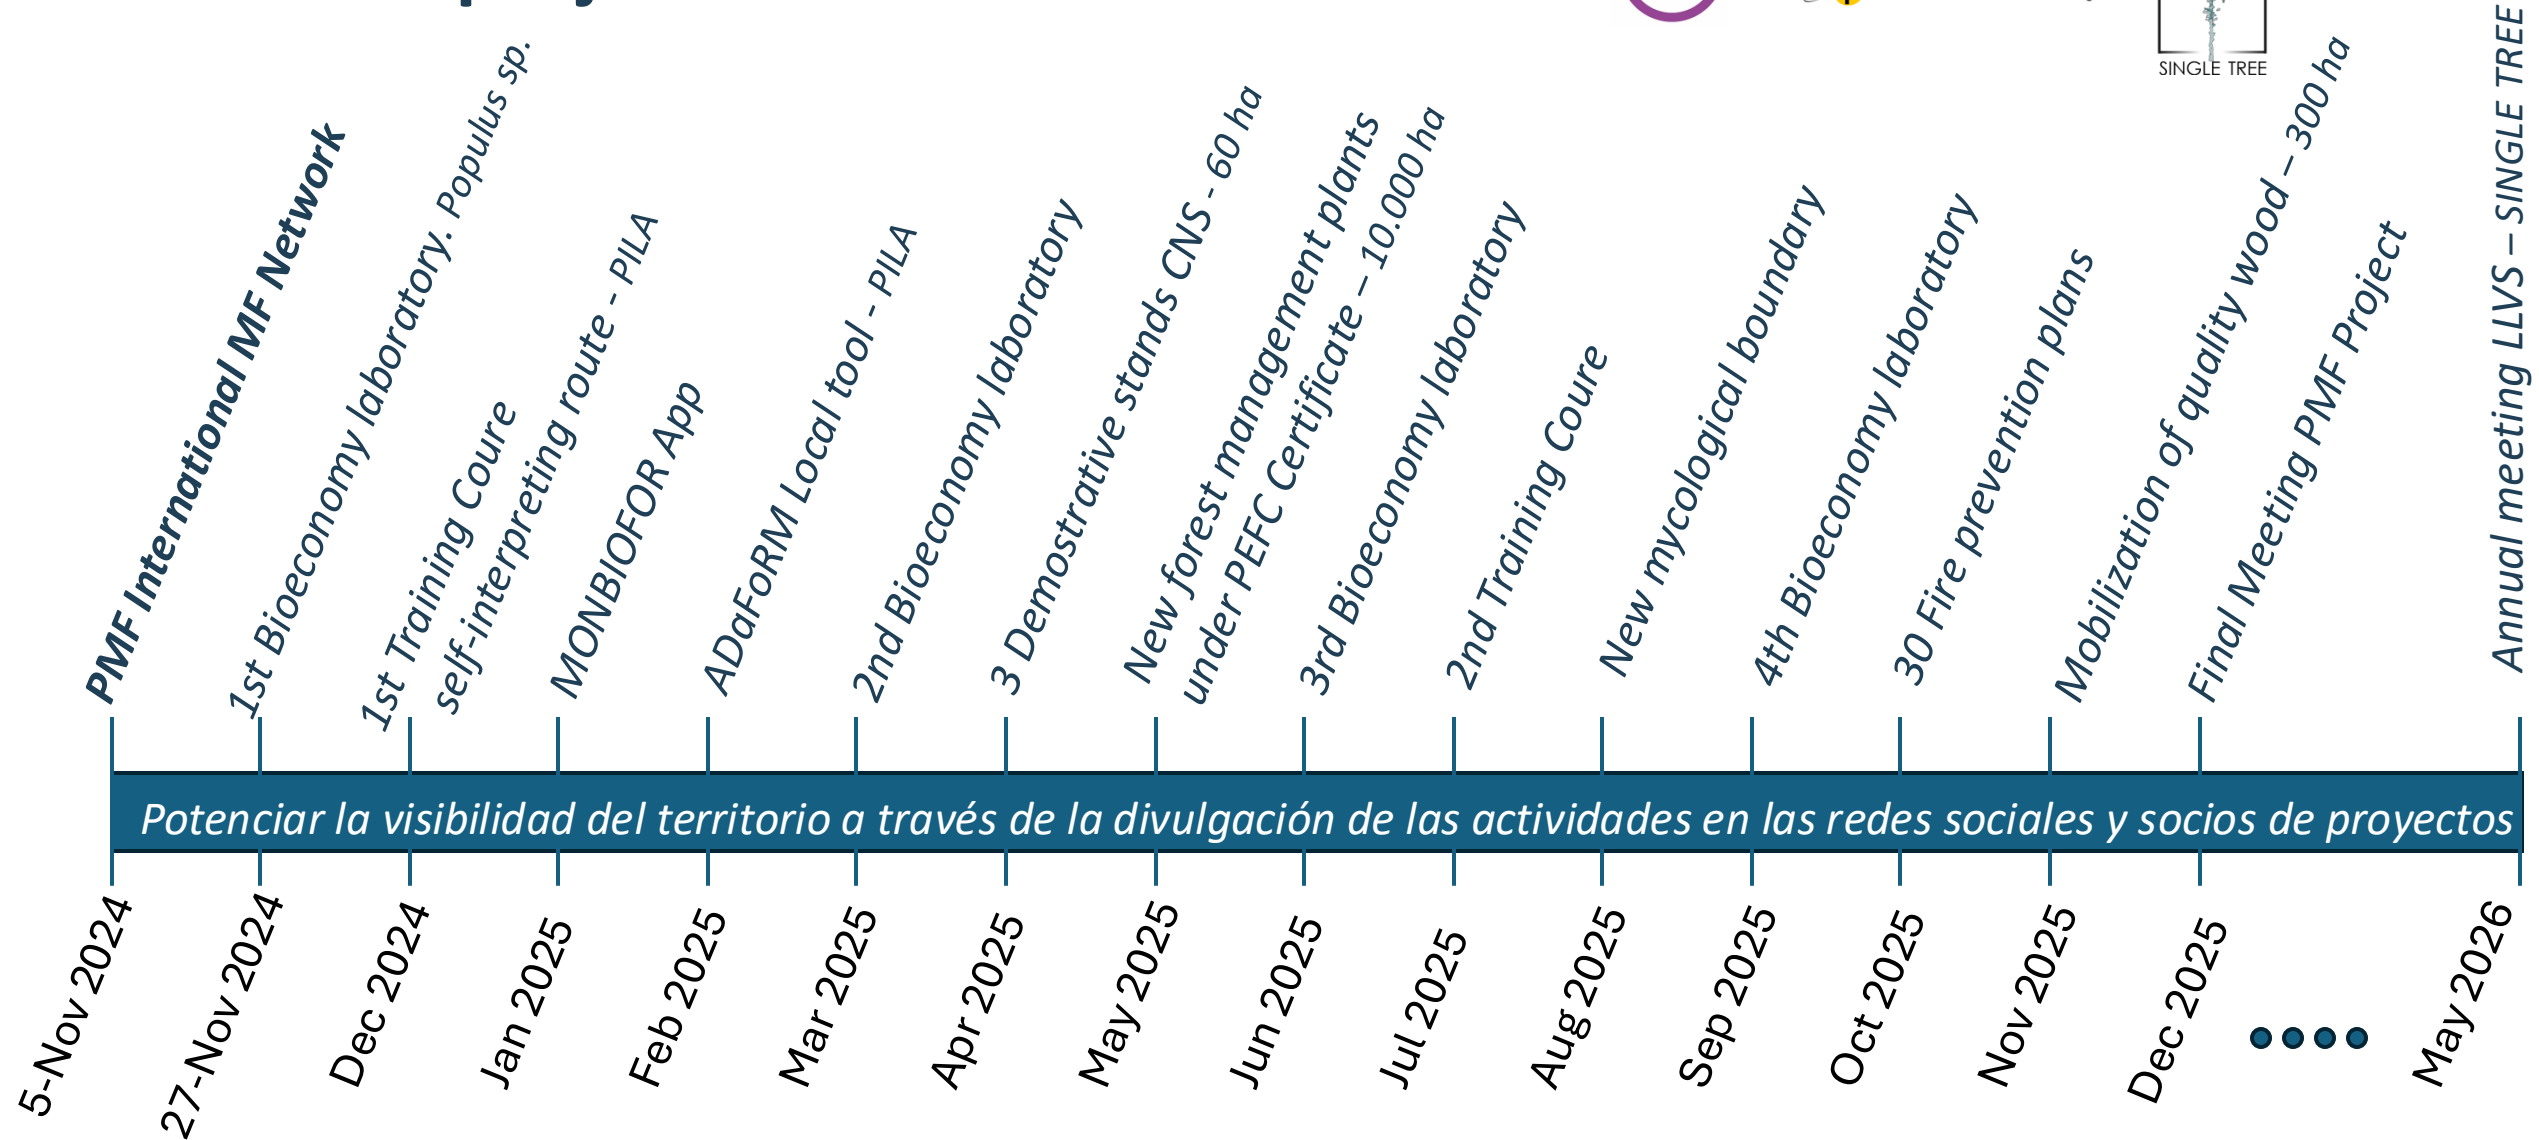 SINGLE TREE
PMF International MF Network
1st Bioeconomy laboratory. Populus sp.
1st Training Coure
self-interpreting route - PILA
MONBIOFOR App
ADaFoRM Local tool - PILA
2nd Bioeconomy laboratory
3 Demostrative stands CNS - 60 ha
New forest management plants
under PEFC Certificate – 10.000 ha
3rd Bioeconomy laboratory
2nd Training Coure
New mycological boundary
4th Bioeconomy laboratory
30 Fire prevention plans
Mobilization of quality wood – 300 ha
Final Meeting PMF Project
Annual meeting LLVS – SINGLE TREE
Potenciar la visibilidad del territorio a través de la divulgación de las actividades en las redes sociales y socios de proyectos
5-Nov 2024
27-Nov 2024
Dec 2024
Jan 2025
Feb 2025
Mar 2025
Apr 2025
May 2025
Jun 2025
Jul 2025
Aug 2025
Sep 2025
Oct 2025
Nov 2025
Dec 2025
May 2026